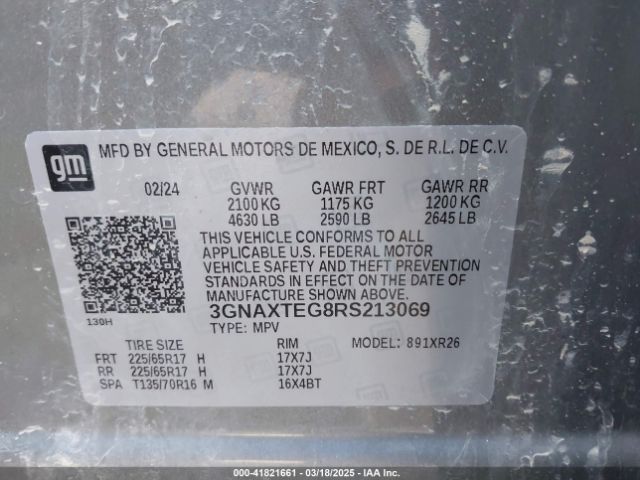 gm
MFD BY GENERAL MOTORS DE MEXICO, S. DE R.L. DE C.V.
02/24 GVWR GAWR FRT GAWR RR
2100 KG 1175 KG 1200 KG
4630 LB 2590 LB 2645 LB
THIS VEHICLE CONFORMS TO ALL
APPLICABLE U.S. FEDERAL MOTOR
VEHICLE SAFETY AND THEFT PREVENTION
STANDARDS IN EFFECT ON THE DATE OF
MANUFACTURE SHOWN ABOVE.
3GNAXTEG8RS213069
130H TYPE: MPV
TIRE SIZE RIM MODEL: 891XR26
FRT 225/65R17 H 17X7J
RR 225/65R17 H 17X7J
SPA T135/70R16 M 16X4BT
000-41821661 — 03/18/2025 — IAA Inc.